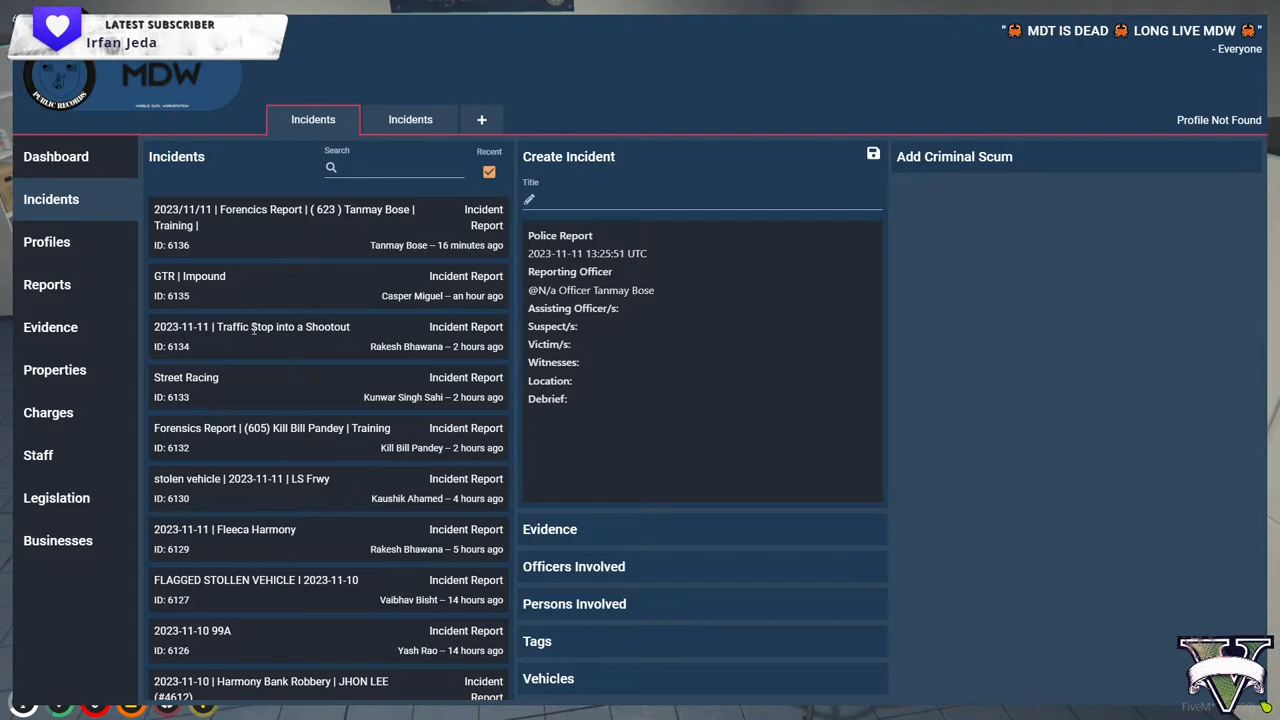 LATEST SUBSCRIBER
Irfan Jeda
" 🦀 MDT IS DEAD 🦀 LONG LIVE MDW 🦀 "
- Everyone
PUBLIC RECORDS
MDW
MOBILE DATA WORKSTATION
Incidents
Incidents
+
Profile Not Found
Dashboard
Incidents
Profiles
Reports
Evidence
Properties
Charges
Staff
Legislation
Businesses
Incidents
Search
Recent
2023/11/11 | Forencics Report | ( 623 ) Tanmay Bose |
Training |
Incident
Report
ID: 6136
Tanmay Bose – 16 minutes ago
GTR | Impound
Incident Report
ID: 6135
Casper Miguel – an hour ago
2023-11-11 | Traffic Stop into a Shootout
Incident Report
ID: 6134
Rakesh Bhawana – 2 hours ago
Street Racing
Incident Report
ID: 6133
Kunwar Singh Sahi – 2 hours ago
Forensics Report | (605) Kill Bill Pandey | Training
Incident Report
ID: 6132
Kill Bill Pandey – 2 hours ago
stolen vehicle | 2023-11-11 | LS Frwy
Incident Report
ID: 6130
Kaushik Ahamed – 4 hours ago
2023-11-11 | Fleeca Harmony
Incident Report
ID: 6129
Rakesh Bhawana – 5 hours ago
FLAGGED STOLLEN VEHICLE I 2023-11-10
Incident Report
ID: 6127
Vaibhav Bisht – 14 hours ago
2023-11-10 99A
Incident Report
ID: 6126
Yash Rao – 14 hours ago
2023-11-10 | Harmony Bank Robbery | JHON LEE
(#4612)
Incident
Report
Create Incident
Title
Police Report
2023-11-11 13:25:51 UTC
Reporting Officer
@N/a Officer Tanmay Bose
Assisting Officer/s:
Suspect/s:
Victim/s:
Witnesses:
Location:
Debrief:
Evidence
Officers Involved
Persons Involved
Tags
Vehicles
Add Criminal Scum
V
FiveM